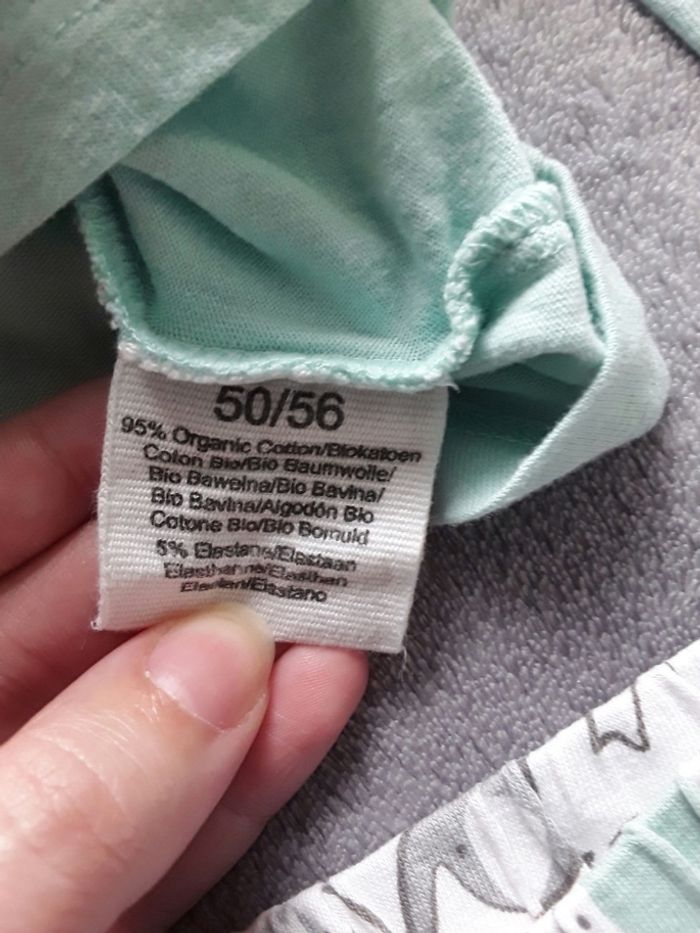 50/56
95% Organic Cotton/Biokatoen
Coton Bio/Bio Baumwolle/
Bio Bawełna/Bio Bavlna/
Bio Bavlna/Algodón Bio
Cotone Bio/Bio Bomuld
5% Elastane/Elastaan
Elasthanne/Elasthan
Elastan/Elastano